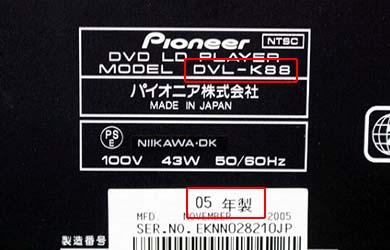 Pioneer NTSC
DVD LD PLAYER
MODEL DVL-K88
パイオニア株式会社
MADE IN JAPAN
PS
E NIIKAWA·DK
100V 43W 50/60Hz
05 年製
MFD NOVEMBER 2005
SER.NO.EKNN028210JP
製造番号